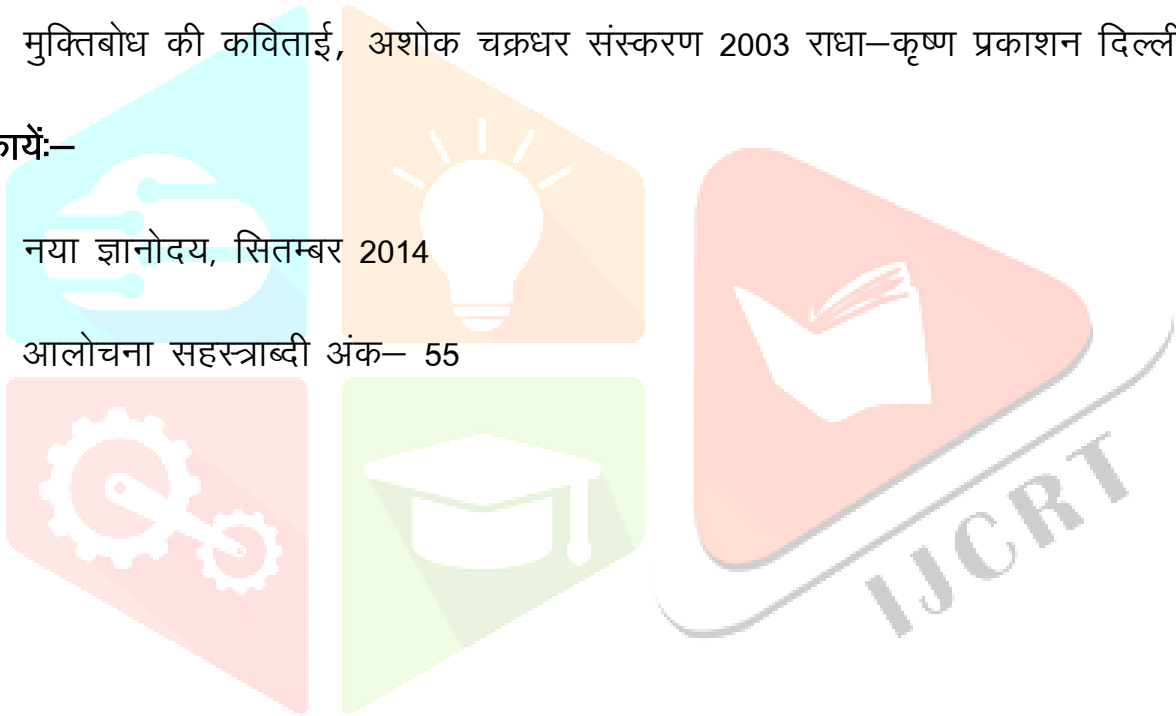 मुक्तिबोध की कविताई, अशोक चक्रधर संस्करण 2003 राधा–कृष्ण प्रकाशन दिल्ली
कायेंः–
नया ज्ञानोदय, सितम्बर 2014
आलोचना सहस्त्राब्दी अंक– 55
IJCRT